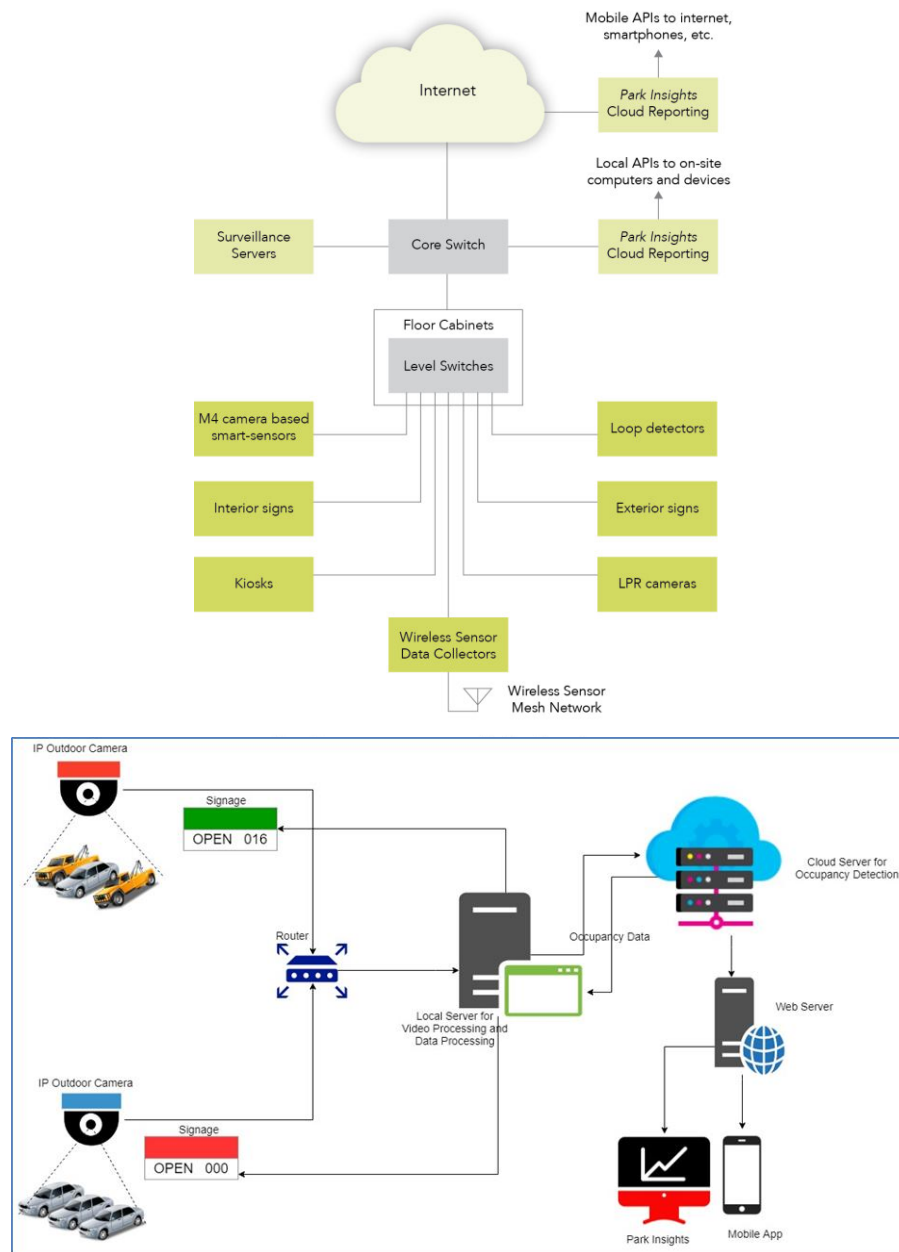 Mobile APIs to internet,
smartphones, etc.
Internet
Park Insights
Cloud Reporting
Local APIs to on-site
computers and devices
Surveillance
Servers
Core Switch
Park Insights
Cloud Reporting
Floor Cabinets
Level Switches
M4 camera based
smart-sensors
Loop detectors
Interior signs
Exterior signs
Kiosks
LPR cameras
Wireless Sensor
Data Collectors
Wireless Sensor
Mesh Network
IP Outdoor Camera
Signage
OPEN 016
Cloud Server for
Occupancy Detection
Router
Occupancy Data
Local Server for
Video Processing and
Data Processing
Web Server
IP Outdoor Camera
Signage
OPEN 000
Park Insights
Mobile App